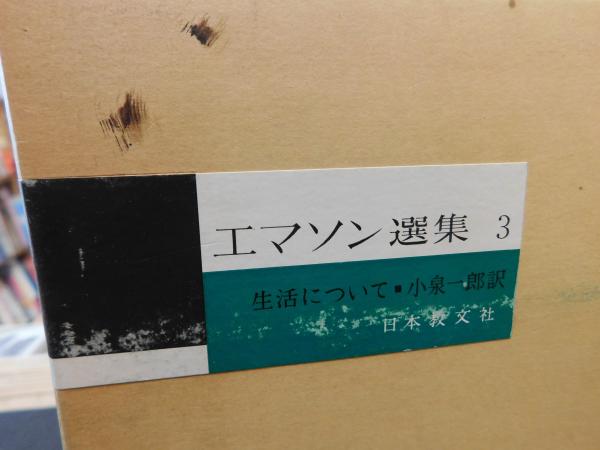 エマソン選集 3
生活について■小泉一郎訳
日本教文社